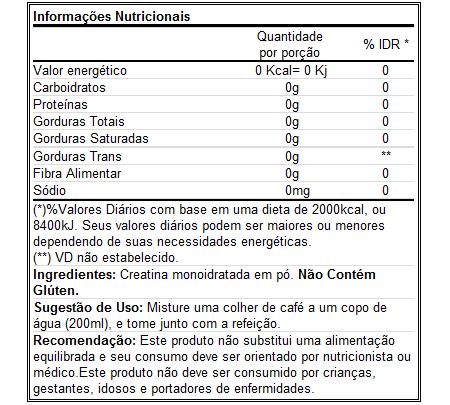 Informações Nutricionais
Quantidade
por porção
% IDR *
Valor energético 0 Kcal= 0 Kj 0
Carboidratos 0g 0
Proteínas 0g 0
Gorduras Totais 0g 0
Gorduras Saturadas 0g 0
Gorduras Trans 0g **
Fibra Alimentar 0g 0
Sódio 0mg 0
(*)%Valores Diários com base em uma dieta de 2000kcal, ou
8400kJ. Seus valores diários podem ser maiores ou menores
dependendo de suas necessidades energéticas.
(**) VD não estabelecido.
Ingredientes: Creatina monoidratada em pó. Não Contém
Glúten.
Sugestão de Uso: Misture uma colher de café a um copo de
água (200ml), e tome junto com a refeição.
Recomendação: Este produto não substitui uma alimentação
equilibrada e seu consumo deve ser orientado por nutricionista ou
médico.Este produto não deve ser consumido por crianças,
gestantes, idosos e portadores de enfermidades.